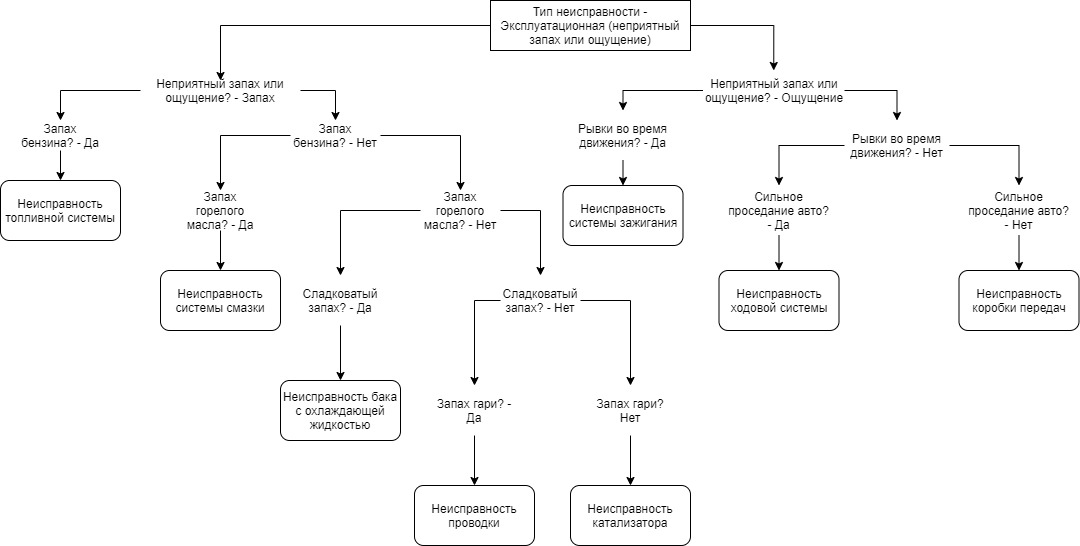 Тип неисправности -
Эксплуатационная (неприятный
запах или ощущение)
Неприятный запах или
ощущение? - Запах
Неприятный запах или
ощущение? - Ощущение
Запах
бензина? - Да
Запах
бензина? - Нет
Рывки во время
движения? - Да
Рывки во время
движения? - Нет
Неисправность
топливной системы
Запах
горелого
масла? - Да
Запах
горелого
масла? - Нет
Неисправность
системы зажигания
Сильное
проседание авто?
- Да
Сильное
проседание авто?
- Нет
Неисправность
системы смазки
Сладковатый
запах? - Да
Сладковатый
запах? - Нет
Неисправность
ходовой системы
Неисправность
коробки передач
Неисправность бака
с охлаждающей
жидкостью
Запах гари? -
Да
Запах гари?
Нет
Неисправность
проводки
Неисправность
катализатора